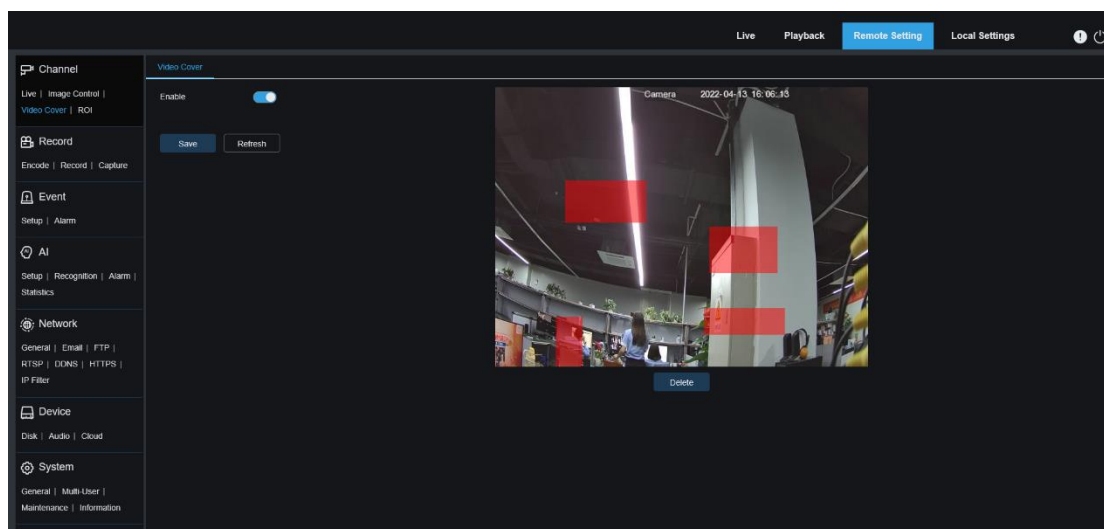 Live Playback Remote Setting Local Settings
Channel
Live | Image Control |
Video Cover | ROI
Record
Encode | Record | Capture
Event
Setup | Alarm
AI
Setup | Recognition | Alarm |
Statistics
Network
General | Email | FTP |
RTSP | DDNS | HTTPS |
IP Filter
Device
Disk | Audio | Cloud
System
General | Multi-User |
Maintenance | Information
Video Cover
Enable
Save Refresh
Camera 2022-04-13 16:06:13
Delete